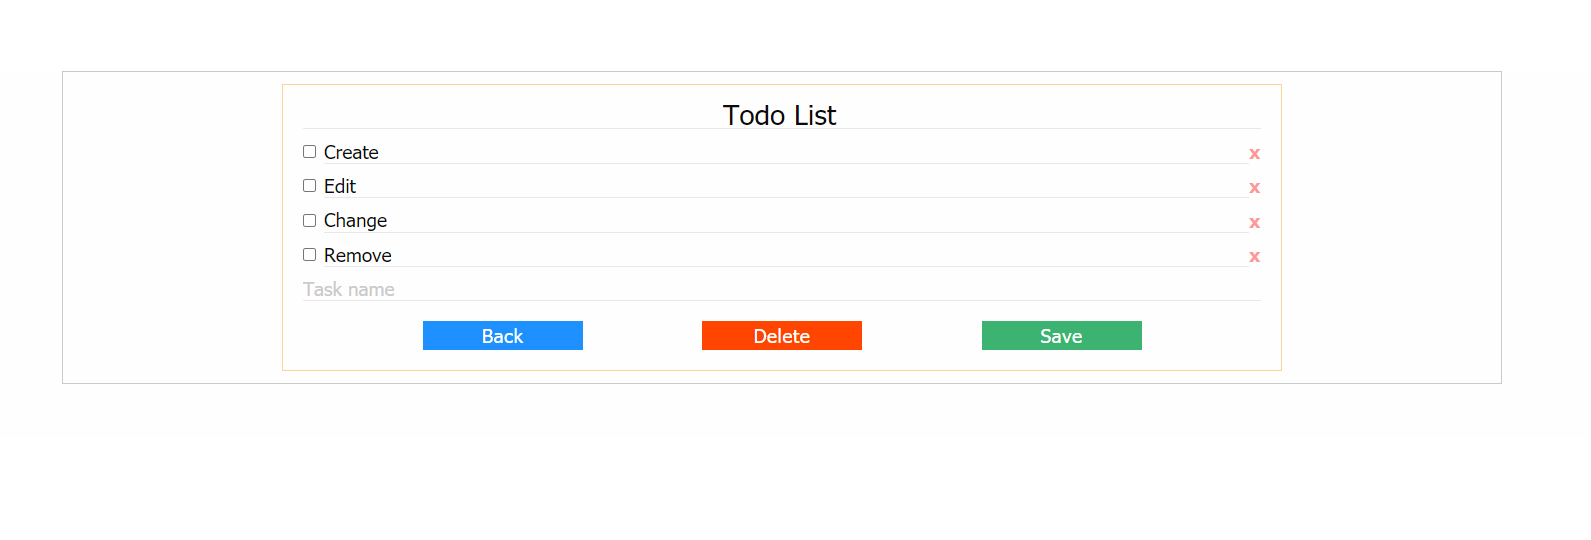 Todo List
Create x
Edit x
Change x
Remove x
Task name
Back Delete Save